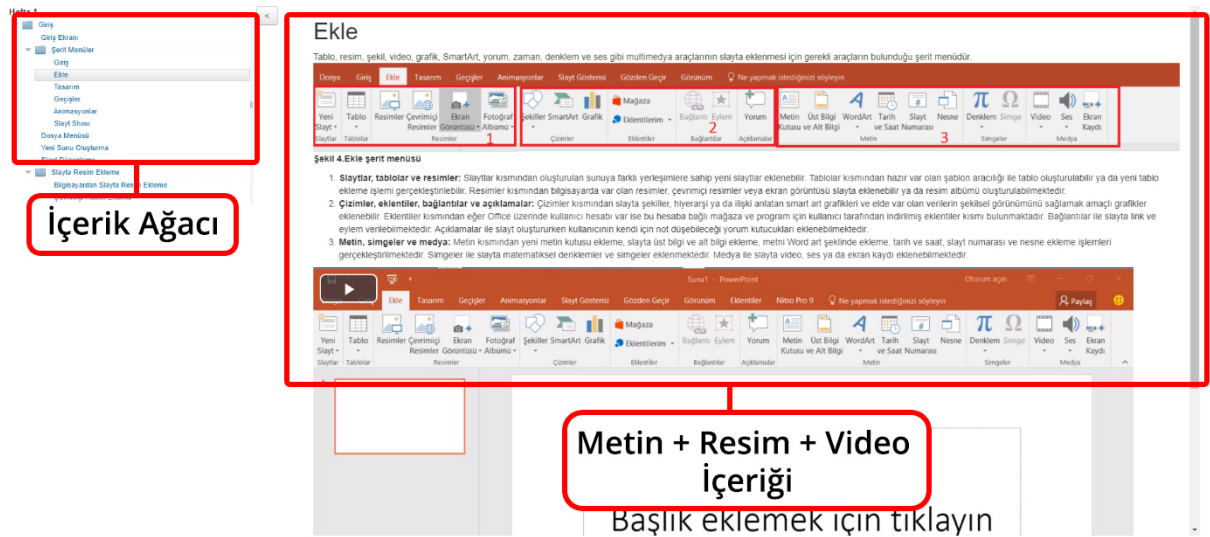 Hafta 1
<
Giriş
Giriş Ekranı
Şerit Menüler
Giriş
Ekle
Tasarım
Geçişler
Animasyonlar
Slayt Show
Dosya Menüsü
Yeni Sunu Oluşturma
Slayta Resim Ekleme
Bilgisayardan Slayta Resim Ekleme
İçerik Ağacı
Ekle
Tablo, resim, şekil, video, grafik, SmartArt, yorum, zaman, denklem ve ses gibi multimedya araçlarının slayta eklenmesi için gerekli araçların bulunduğu şerit menüdür.
Dosya Giriş Ekle Tasarım Geçişler Animasyonlar Slayt Gösterisi Gözden Geçir Görünüm Ne yapmak istediğinizi söyleyin
Yeni Tablo Resimler Çevrimiçi Ekran Fotoğraf Şekiller SmartArt Grafik Mağaza Bağlantı Eylem Yorum Metin Üst Bilgi WordArt Tarih Slayt Nesne Denklem Simge Video Ses Ekran
Slayt Resimler Görüntüsü Albümü Eklentilerim Kutusu ve Alt Bilgi ve Saat Numarası Kaydı
Slaytlar Tablolar Resimler 1 Çizimler Eklentiler Bağlantılar 2 Açıklamalar Metin 3 Simgeler Medya
Şekil 4.Ekle şerit menüsü
1. Slaytlar, tablolar ve resimler: Slaytlar kısmından oluşturulan sunuya farklı yerleşimlere sahip yeni slaytlar eklenebilir. Tablolar kısmından hazır var olan şablon aracılığı ile tablo oluşturulabilir ya da yeni tablo
ekleme işlemi gerçekleştinlebilir. Resimler kısmından bilgisayarda var olan resimler, çevrimiçi resimler veya ekran görüntüsü slayta eklenebilir ya da resim albümü oluşturulabilmektedir.
2. Çizimler, eklentiler, bağlantılar ve açıklamalar: Çizimler kısmından slayta şekiller, hiyerarşi ya da ilişki anlatan smart art grafikleri ve elde var olan verilerin şekilsel görünümünü sağlamak amaçlı grafikler
eklenebilir. Eklentiler kısmından eğer Office üzerinde kullanıcı hesabı var ise bu hesaba bağlı mağaza ve program için kullanıcı tarafından indirilmiş eklentiler kısmı bulunmaktadır. Bağlantılar ile slayta link ve
eylem verilebilmektedir. Açıklamalar ile slayt oluştururken kullanıcının kendi için not düşebileceği yorum kutucukları eklenebilmektedir.
3. Metin, simgeler ve medya: Metin kısmından yeni metin kutusu ekleme, slayta üst bilgi ve alt bilgi ekleme, metni Word art şeklinde ekleme, tarih ve saat, slayt numarası ve nesne ekleme işlemleri
gerçekleştirilmektedir. Simgeler ile slayta matematiksel denklemler ve simgeler eklenmektedir. Medya ile slayta video, ses ya da ekran kaydı eklenebilmektedir.
Sunu1 - PowerPoint Oturum açın
Ekle Tasarım Geçişler Animasyonlar Slayt Gösterisi Gözden Geçir Görünüm Eklentiler Nitro Pro 9 Ne yapmak istediğinizi söyleyin Paylaş
Yeni Tablo Resimler Çevrimiçi Ekran Fotoğraf Şekiller SmartArt Grafik Mağaza Bağlantı Eylem Yorum Metin Üst Bilgi WordArt Tarih Slayt Nesne Denklem Simge Video Ses Ekran
Slayt Resimler Görüntüsü Albümü Eklentilerim Kutusu ve Alt Bilgi ve Saat Numarası Kaydı
Slaytlar Tablolar Resimler Çizimler Eklentiler Bağlantılar Açıklamalar Metin Simgeler Medya
Metin + Resim + Video
İçeriği
Başlık eklemek için tıklayın